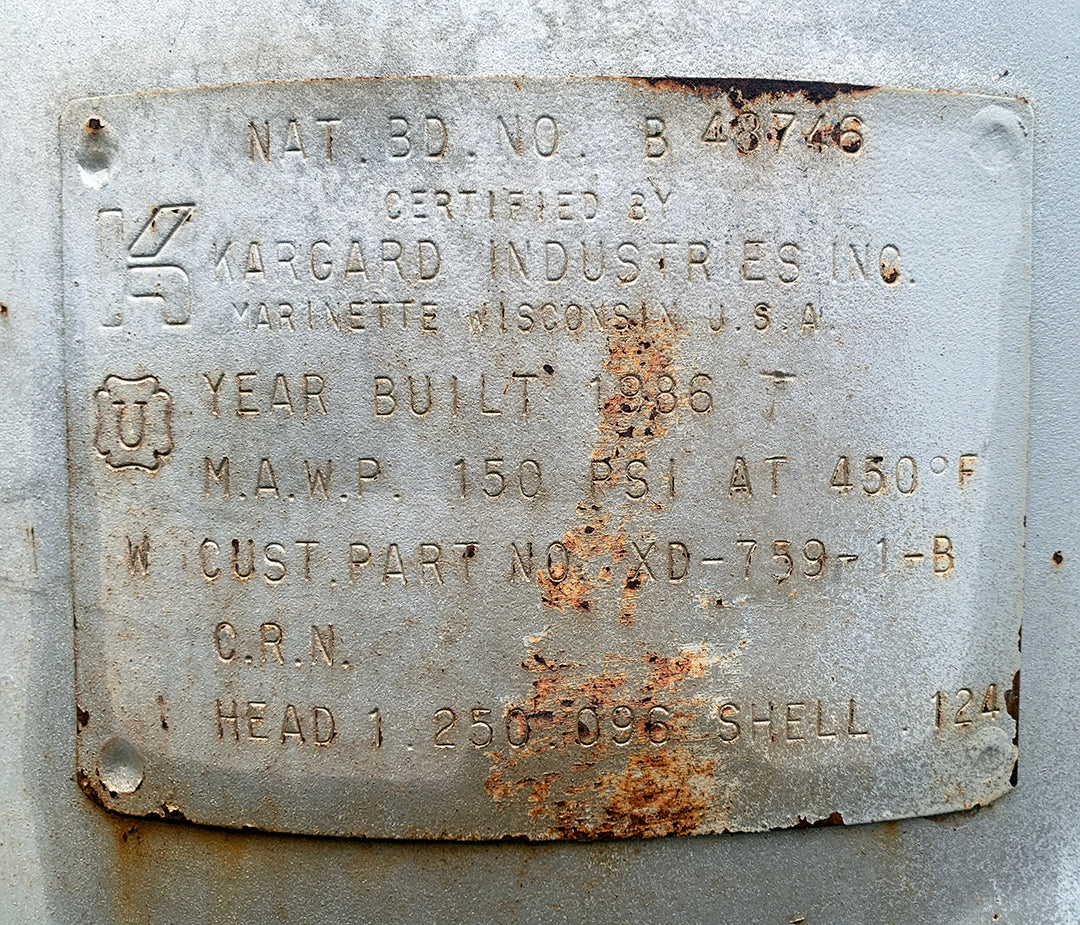 NAT. BD. NO. B 43746
CERTIFIED BY
K
KARGARD INDUSTRIES INC.
MARINETTE WISCONSIN U.S.A.
U
YEAR BUILT 1986 T
M.A.W.P. 150 PSI AT 450°F
W CUST. PART NO. XD-759-1-B
C.R.N.
HEAD 1.250.096 SHELL .124